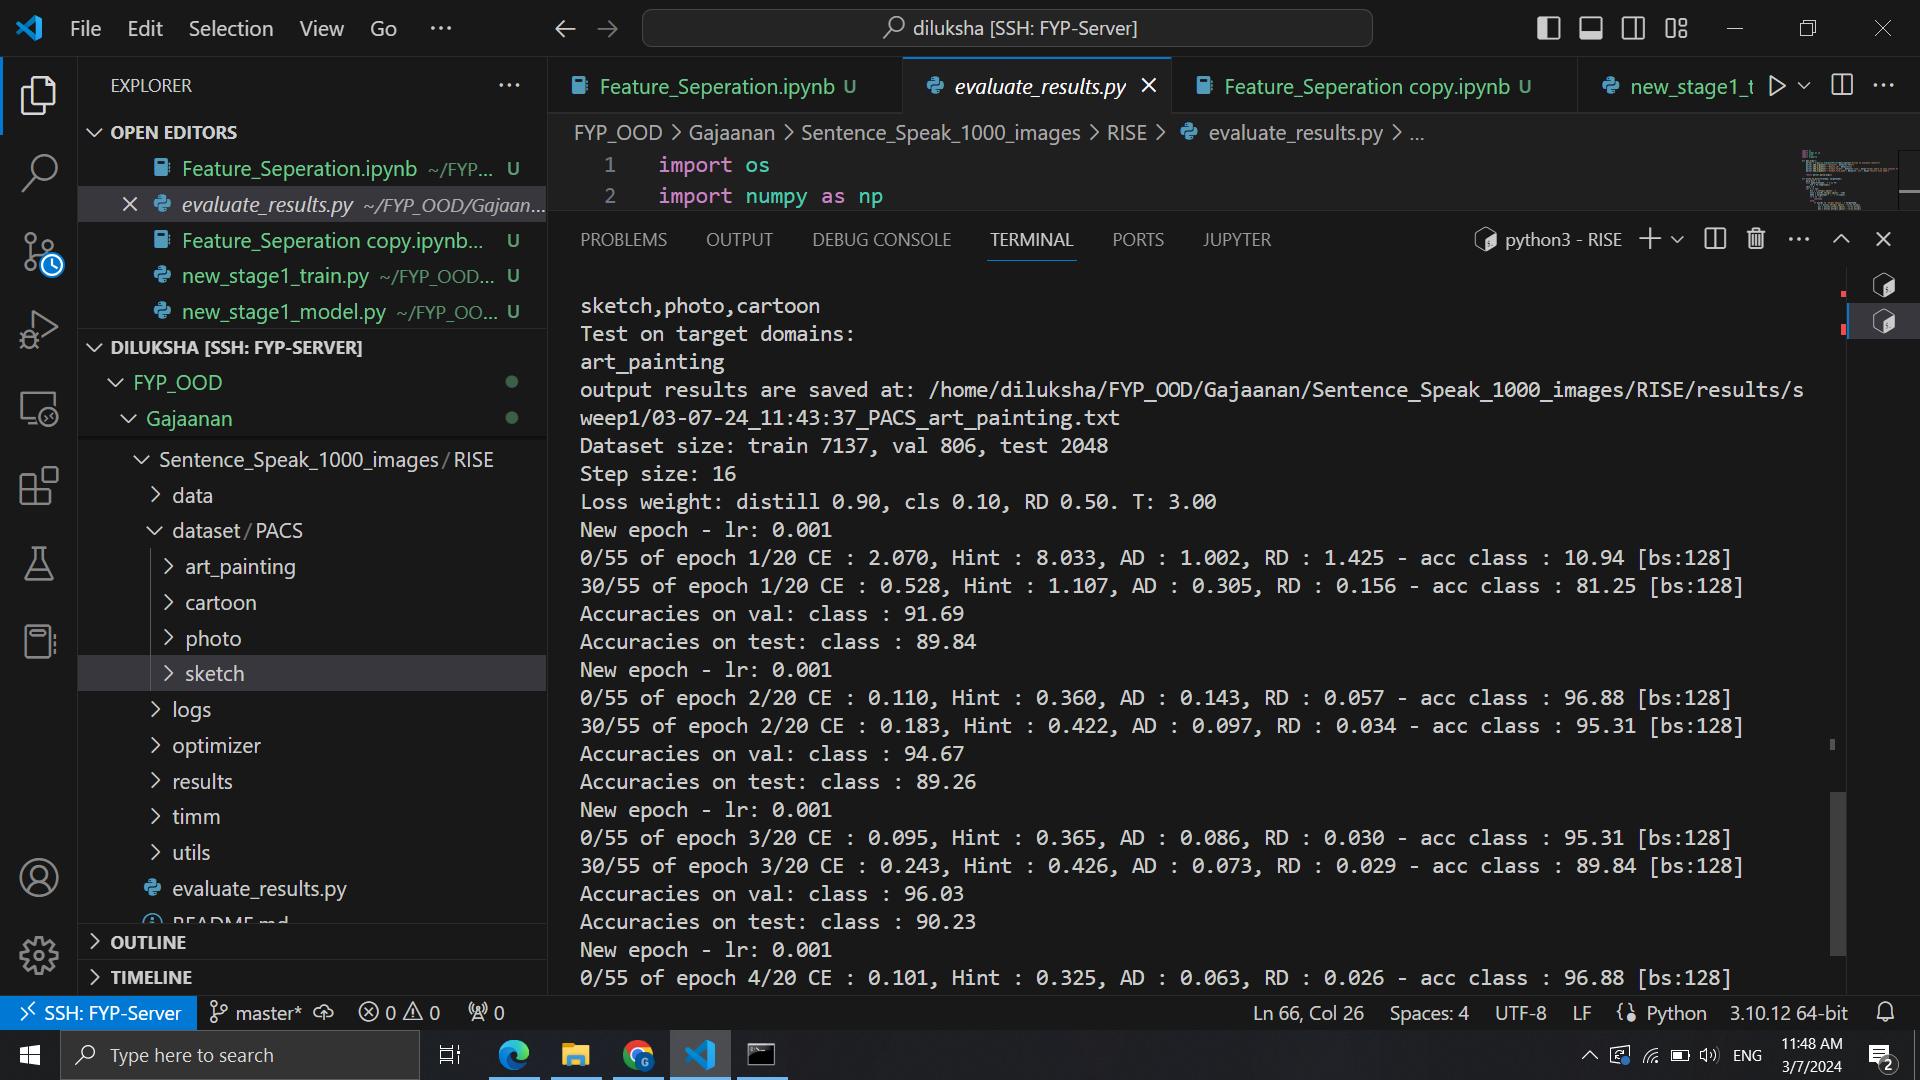 File Edit Selection View Go ···
diluksha [SSH: FYP-Server]
EXPLORER
OPEN EDITORS
Feature_Seperation.ipynb ~/FYP... U
evaluate_results.py ~/FYP_OOD/Gajaan...
Feature_Seperation copy.ipynb... U
new_stage1_train.py ~/FYP_OOD... U
new_stage1_model.py ~/FYP_OO... U
DILUKSHA [SSH: FYP-SERVER]
FYP_OOD
Gajaanan
Sentence_Speak_1000_images/RISE
data
dataset/PACS
art_painting
cartoon
photo
sketch
logs
optimizer
results
timm
utils
evaluate_results.py
README.md
OUTLINE
TIMELINE
Feature_Seperation.ipynb U
evaluate_results.py
Feature_Seperation copy.ipynb U
new_stage1_t
FYP_OOD > Gajaanan > Sentence_Speak_1000_images > RISE > evaluate_results.py > ...
1 import os
2 import numpy as np
PROBLEMS OUTPUT DEBUG CONSOLE TERMINAL PORTS JUPYTER
python3 - RISE
sketch,photo,cartoon
Test on target domains:
art_painting
output results are saved at: /home/diluksha/FYP_OOD/Gajaanan/Sentence_Speak_1000_images/RISE/results/s
weep1/03-07-24_11:43:37_PACS_art_painting.txt
Dataset size: train 7137, val 806, test 2048
Step size: 16
Loss weight: distill 0.90, cls 0.10, RD 0.50. T: 3.00
New epoch - lr: 0.001
0/55 of epoch 1/20 CE : 2.070, Hint : 8.033, AD : 1.002, RD : 1.425 - acc class : 10.94 [bs:128]
30/55 of epoch 1/20 CE : 0.528, Hint : 1.107, AD : 0.305, RD : 0.156 - acc class : 81.25 [bs:128]
Accuracies on val: class : 91.69
Accuracies on test: class : 89.84
New epoch - lr: 0.001
0/55 of epoch 2/20 CE : 0.110, Hint : 0.360, AD : 0.143, RD : 0.057 - acc class : 96.88 [bs:128]
30/55 of epoch 2/20 CE : 0.183, Hint : 0.422, AD : 0.097, RD : 0.034 - acc class : 95.31 [bs:128]
Accuracies on val: class : 94.67
Accuracies on test: class : 89.26
New epoch - lr: 0.001
0/55 of epoch 3/20 CE : 0.095, Hint : 0.365, AD : 0.086, RD : 0.030 - acc class : 95.31 [bs:128]
30/55 of epoch 3/20 CE : 0.243, Hint : 0.426, AD : 0.073, RD : 0.029 - acc class : 89.84 [bs:128]
Accuracies on val: class : 96.03
Accuracies on test: class : 90.23
New epoch - lr: 0.001
0/55 of epoch 4/20 CE : 0.101, Hint : 0.325, AD : 0.063, RD : 0.026 - acc class : 96.88 [bs:128]
SSH: FYP-Server master* 0 0 0 Ln 66, Col 26 Spaces: 4 UTF-8 LF Python 3.10.12 64-bit
Type here to search
ENG
11:48 AM
3/7/2024
2